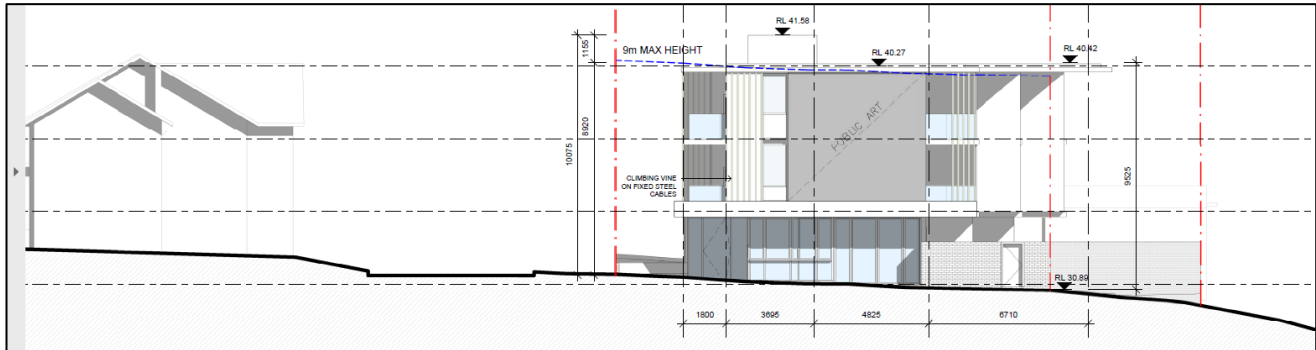 RL 41.58
1155
9m MAX HEIGHT
RL 40.27
RL 40.42
8920
10075
PUBLIC ART
CLIMBING VINE
ON FIXED STEEL
CABLES
9525
RL 30.89
1800
3695
4825
6710